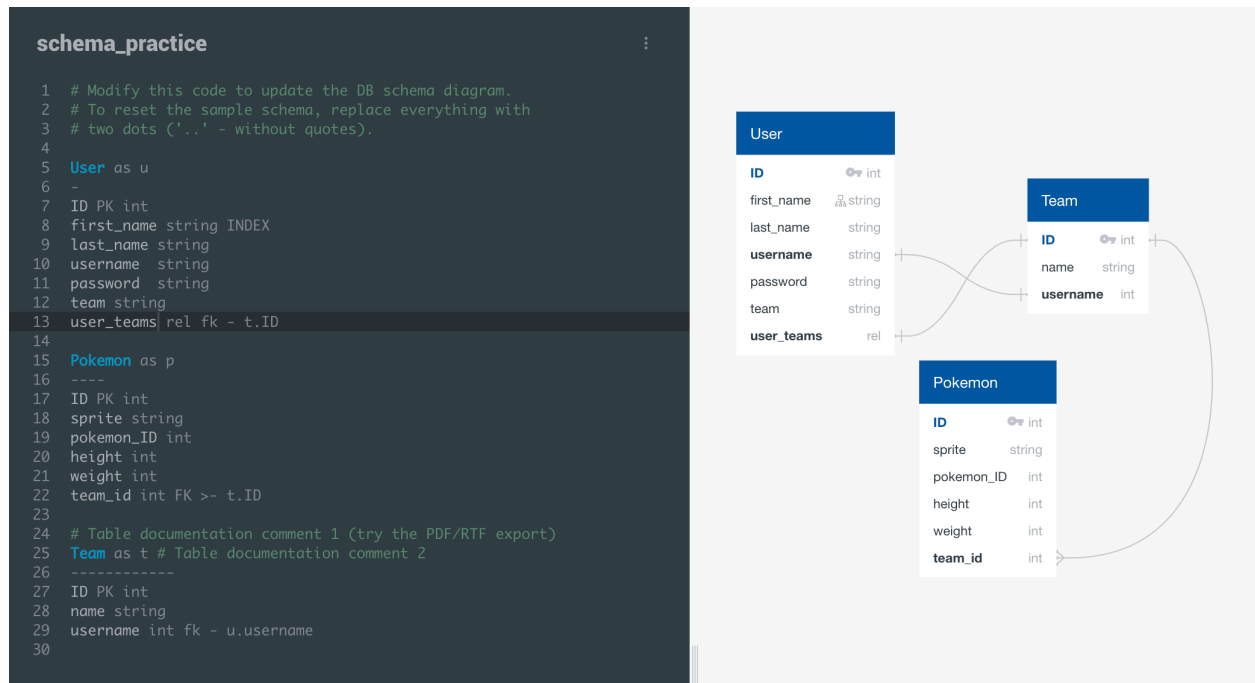 schema_practice
1 # Modify this code to update the DB schema diagram.
2 # To reset the sample schema, replace everything with
3 # two dots ('..' - without quotes).
4
5 User as u
6 -
7 ID PK int
8 first_name string INDEX
9 last_name string
10 username  string
11 password  string
12 team string
13 user_teams rel fk - t.ID
14
15 Pokemon as p
16 ----
17 ID PK int
18 sprite string
19 pokemon_ID int
20 height int
21 weight int
22 team_id int FK >- t.ID
23
24 # Table documentation comment 1 (try the PDF/RTF export)
25 Team as t # Table documentation comment 2
26 ------------
27 ID PK int
28 name string
29 username int fk - u.username
30
User
ID int
first_name string
last_name string
username string
password string
team string
user_teams rel
Team
ID int
name string
username int
Pokemon
ID int
sprite string
pokemon_ID int
height int
weight int
team_id int